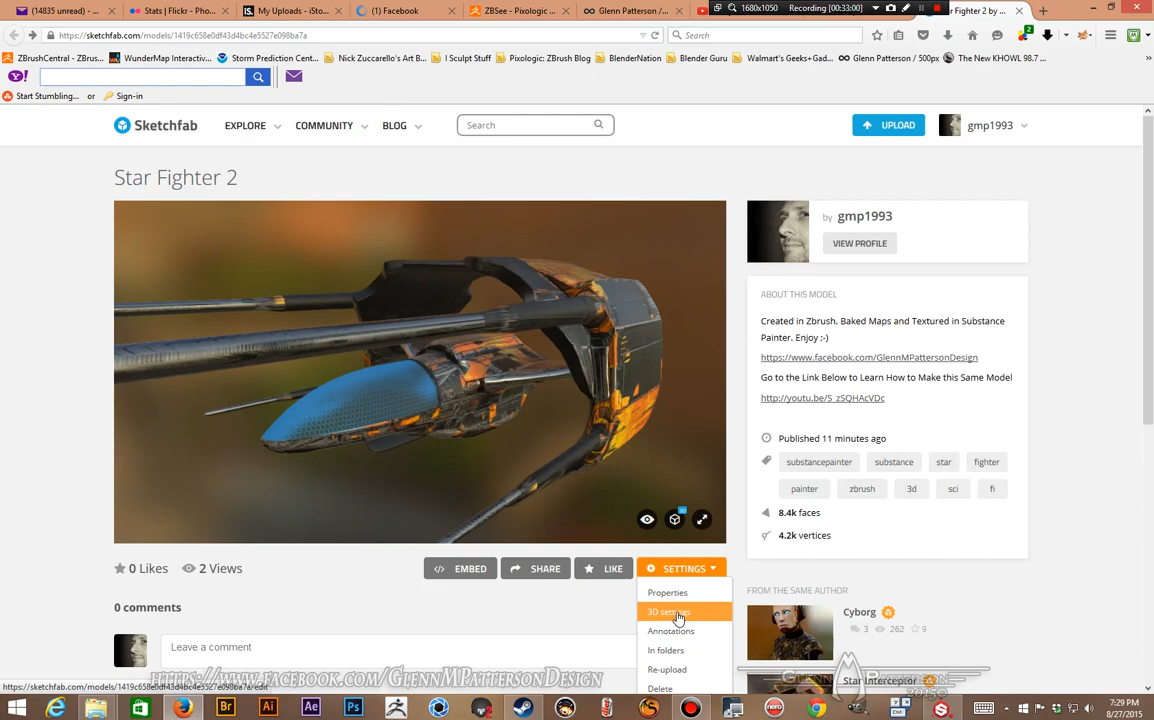 (14835 unread) - ...
Stats | Flickr - Pho...
My Uploads - iSto...
(1) Facebook
ZBSee - Pixologic ...
Glenn Patterson /...
1680x1050
Recording [00:33:00]
r Fighter 2 by ...
https://sketchfab.com/models/1419c658e0df43d4bc4e5527e098ba7a
Search
ZBrushCentral - ZBrus...
WunderMap Interactiv...
Storm Prediction Cent...
Nick Zuccarello's Art B...
I Sculpt Stuff
Pixologic: ZBrush Blog
BlenderNation
Blender Guru
Walmart's Geeks+Gad...
Glenn Patterson / 500px
The New KHOWL 98.7 ...
Start Stumbling...
or
Sign-in
Sketchfab
EXPLORE
COMMUNITY
BLOG
Search
UPLOAD
gmp1993
Star Fighter 2
by gmp1993
VIEW PROFILE
ABOUT THIS MODEL
Created in Zbrush. Baked Maps and Textured in Substance
Painter. Enjoy ;-)
https://www.facebook.com/GlennMPattersonDesign
Go to the Link Below to Learn How to Make this Same Model
http://youtu.be/S_zSQHAcVDc
Published 11 minutes ago
substancepainter
substance
star
fighter
painter
zbrush
3d
sci
fi
8.4k faces
4.2k vertices
0 Likes
2 Views
EMBED
SHARE
LIKE
SETTINGS
Properties
3D settings
Annotations
In folders
Re-upload
Delete
0 comments
Leave a comment
FROM THE SAME AUTHOR
Cyborg
3
262
9
Star Interceptor
https://sketchfab.com/models/1419c658e0df43d4bc4e5527e098ba7a/edit
https://www.facebook.com/GlennMPattersonDesign
7:29 PM
8/27/2015